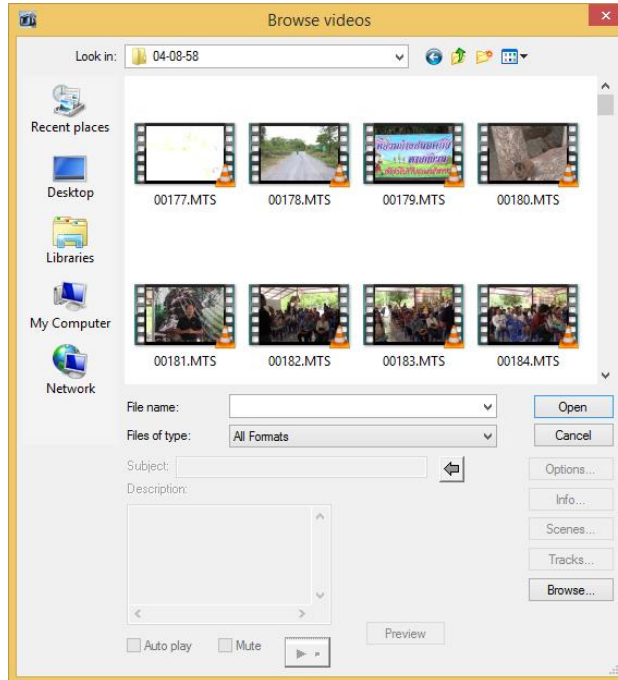 Browse videos
Look in: 04-08-58
Recent places
Desktop
Libraries
My Computer
Network
00177.MTS 00178.MTS 00179.MTS 00180.MTS
00181.MTS 00182.MTS 00183.MTS 00184.MTS
File name: Open
Files of type: All Formats Cancel
Subject: Options...
Description: Info...
Scenes...
Tracks...
Browse...
Auto play Mute Preview